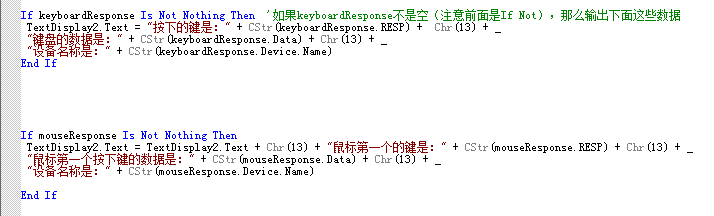 If keyboardResponse Is Not Nothing Then '如果keyboardResponse不是空（注意前面是If Not），那么输出下面这些数据
TextDisplay2.Text = "按下的键是：" + CStr(keyboardResponse.RESP) + Chr(13) + _
"键盘的数据是：" + CStr(keyboardResponse.Data) + Chr(13) + _
"设备名称是：" + CStr(keyboardResponse.Device.Name)
End If
If mouseResponse Is Not Nothing Then
TextDisplay2.Text = TextDisplay2.Text + Chr(13) + "鼠标第一个的键是：" + CStr(mouseResponse.RESP) + Chr(13) + _
"鼠标第一个按下键的数据是：" + CStr(mouseResponse.Data) + Chr(13) + _
"设备名称是：" + CStr(mouseResponse.Device.Name)
End If